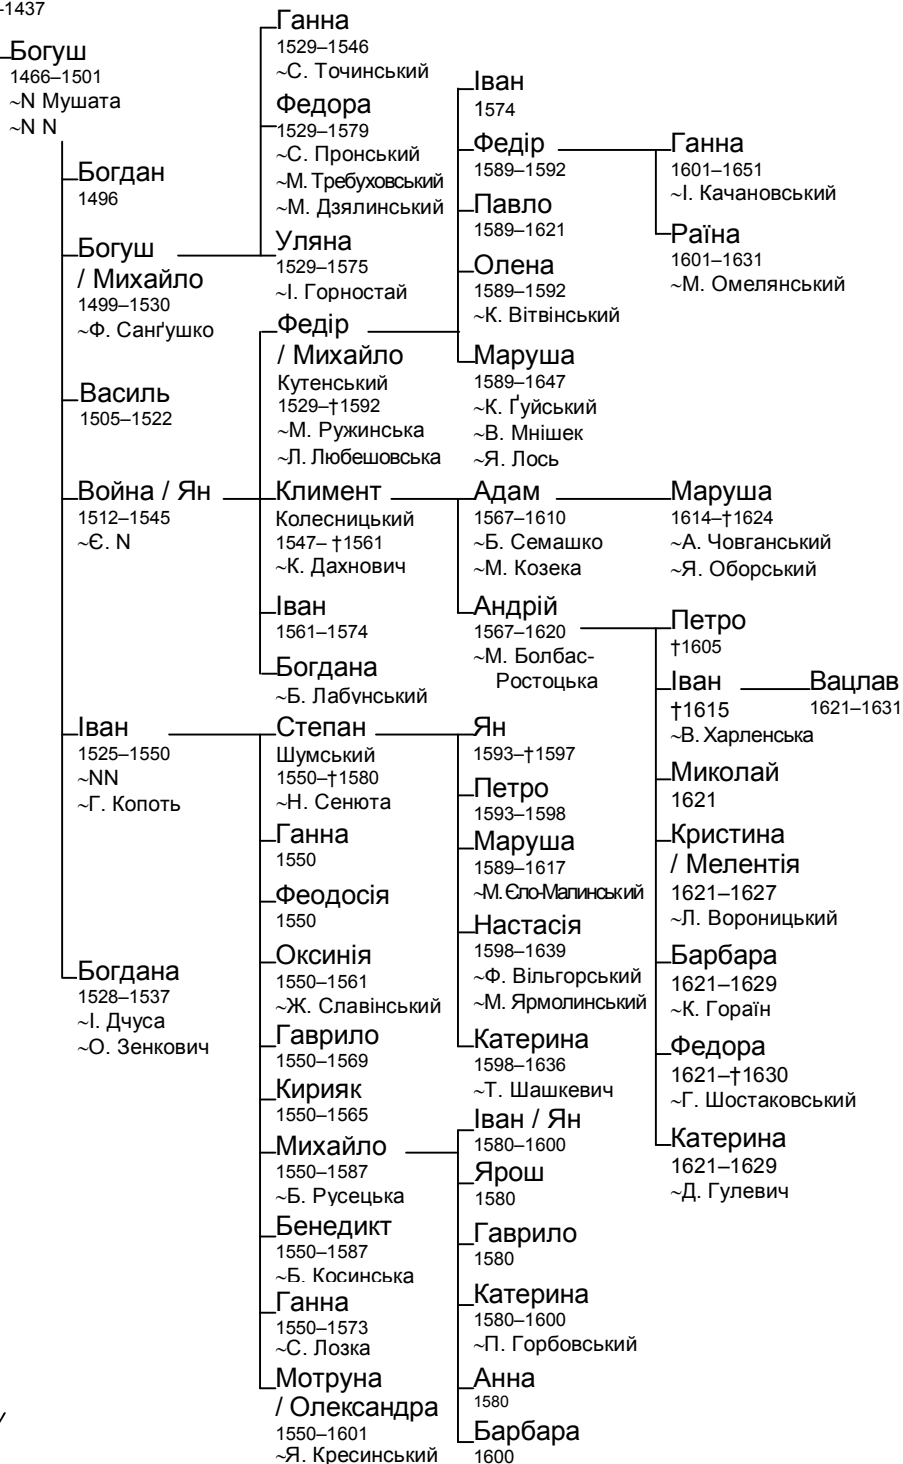 –1437
Богуш
1466–1501
~N Мушата
~N N
Богдан
1496
Богуш
/ Михайло
1499–1530
~Ф. Санґушко
Василь
1505–1522
Война / Ян
1512–1545
~Є. N
Іван
1525–1550
~NN
~Г. Копоть
Богдана
1528–1537
~І. Дчуса
~О. Зенкович
Ганна
1529–1546
~С. Точинський
Федора
1529–1579
~С. Пронський
~М. Требуховський
~М. Дзялинський
Уляна
1529–1575
~І. Горностай
Федір
/ Михайло
Кутенський
1529–†1592
~М. Ружинська
~Л. Любешовська
Климент
Колесницький
1547– †1561
~К. Дахнович
Іван
1561–1574
Богдана
~Б. Лабунський
Степан
Шумський
1550–†1580
~Н. Сенюта
Ганна
1550
Феодосія
1550
Оксинія
1550–1561
~Ж. Славінський
Гаврило
1550–1569
Кирияк
1550–1565
Михайло
1550–1587
~Б. Русецька
Бенедикт
1550–1587
~Б. Косинська
Ганна
1550–1573
~С. Лозка
Мотруна
/ Олександра
1550–1601
~Я. Кресинський
Іван
1574
Федір
1589–1592
Павло
1589–1621
Олена
1589–1592
~К. Вітвінський
Маруша
1589–1647
~К. Ґуйський
~В. Мнішек
~Я. Лось
Адам
1567–1610
~Б. Семашко
~М. Козека
Андрій
1567–1620
~М. Болбас-
Ростоцька
Ян
1593–†1597
Петро
1593–1598
Маруша
1589–1617
~М. Єло-Малинський
Настасія
1598–1639
~Ф. Вільгорський
~М. Ярмолинський
Катерина
1598–1636
~Т. Шашкевич
Іван / Ян
1580–1600
Ярош
1580
Гаврило
1580
Катерина
1580–1600
~П. Горбовський
Анна
1580
Барбара
1600
Ганна
1601–1651
~І. Качановський
Раїна
1601–1631
~М. Омелянський
Маруша
1614–†1624
~А. Човганський
~Я. Оборський
Петро
†1605
Іван
†1615
~В. Харленська
Миколай
1621
Кристина
/ Мелентія
1621–1627
~Л. Вороницький
Барбара
1621–1629
~К. Гораїн
Федора
1621–†1630
~Г. Шостаковський
Катерина
1621–1629
~Д. Гулевич
Вацлав
1621–1631